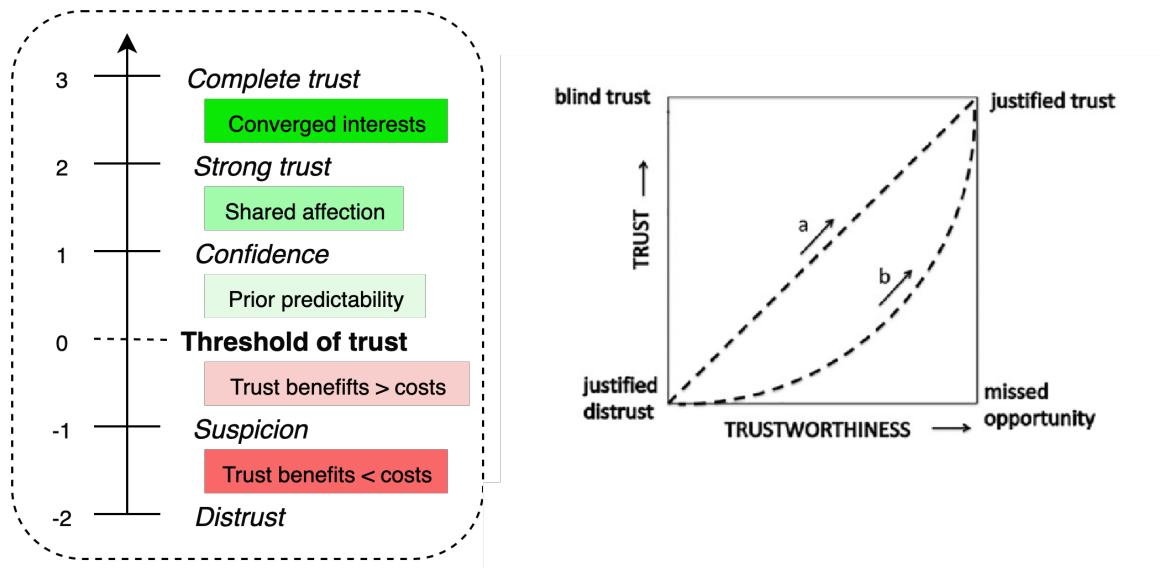 3
Complete trust
Converged interests
2
Strong trust
Shared affection
1
Confidence
Prior predictability
0
Threshold of trust
Trust benefifts > costs
-1
Suspicion
Trust benefits < costs
-2
Distrust
blind trust
justified trust
TRUST
a
b
justified
distrust
missed
opportunity
TRUSTWORTHINESS